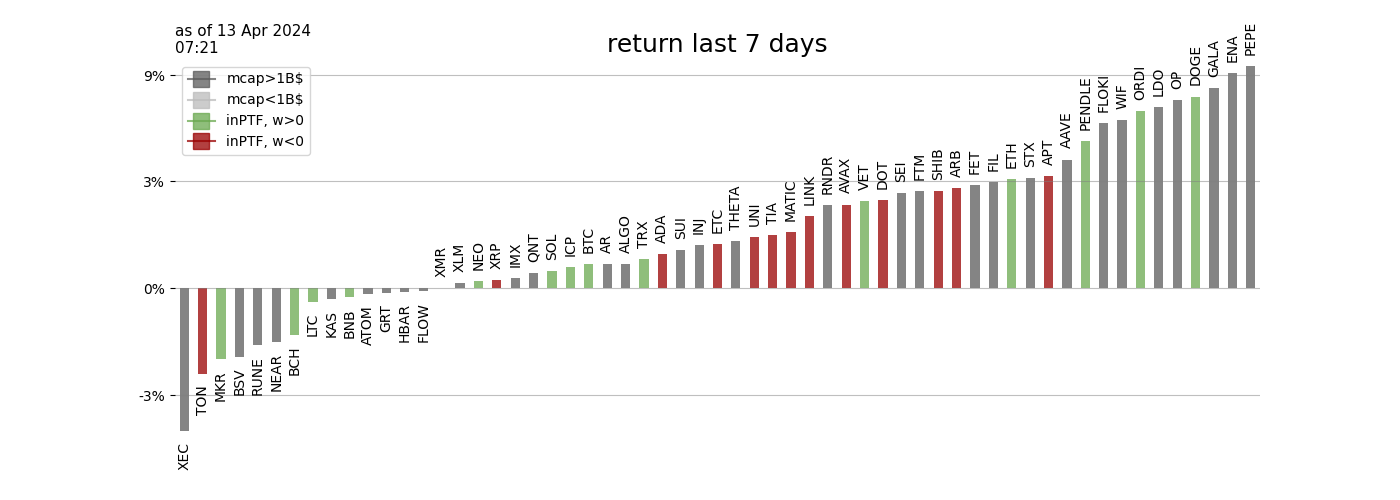 as of 13 Apr 2024
07:21
return last 7 days
mcap>1B$
mcap<1B$
inPTF, w>0
inPTF, w<0
9%
3%
0%
-3%
XEC
TON
MKR
BSV
RUNE
NEAR
BCH
LTC
KAS
BNB
ATOM
GRT
HBAR
FLOW
XMR
XLM
NEO
XRP
IMX
QNT
SOL
ICP
BTC
AR
ALGO
TRX
ADA
SUI
INJ
ETC
THETA
UNI
TIA
MATIC
LINK
RNDR
AVAX
VET
DOT
SEI
FTM
SHIB
ARB
FET
FIL
ETH
STX
APT
AAVE
PENDLE
FLOKI
WIF
ORDI
LDO
OP
DOGE
GALA
ENA
PEPE